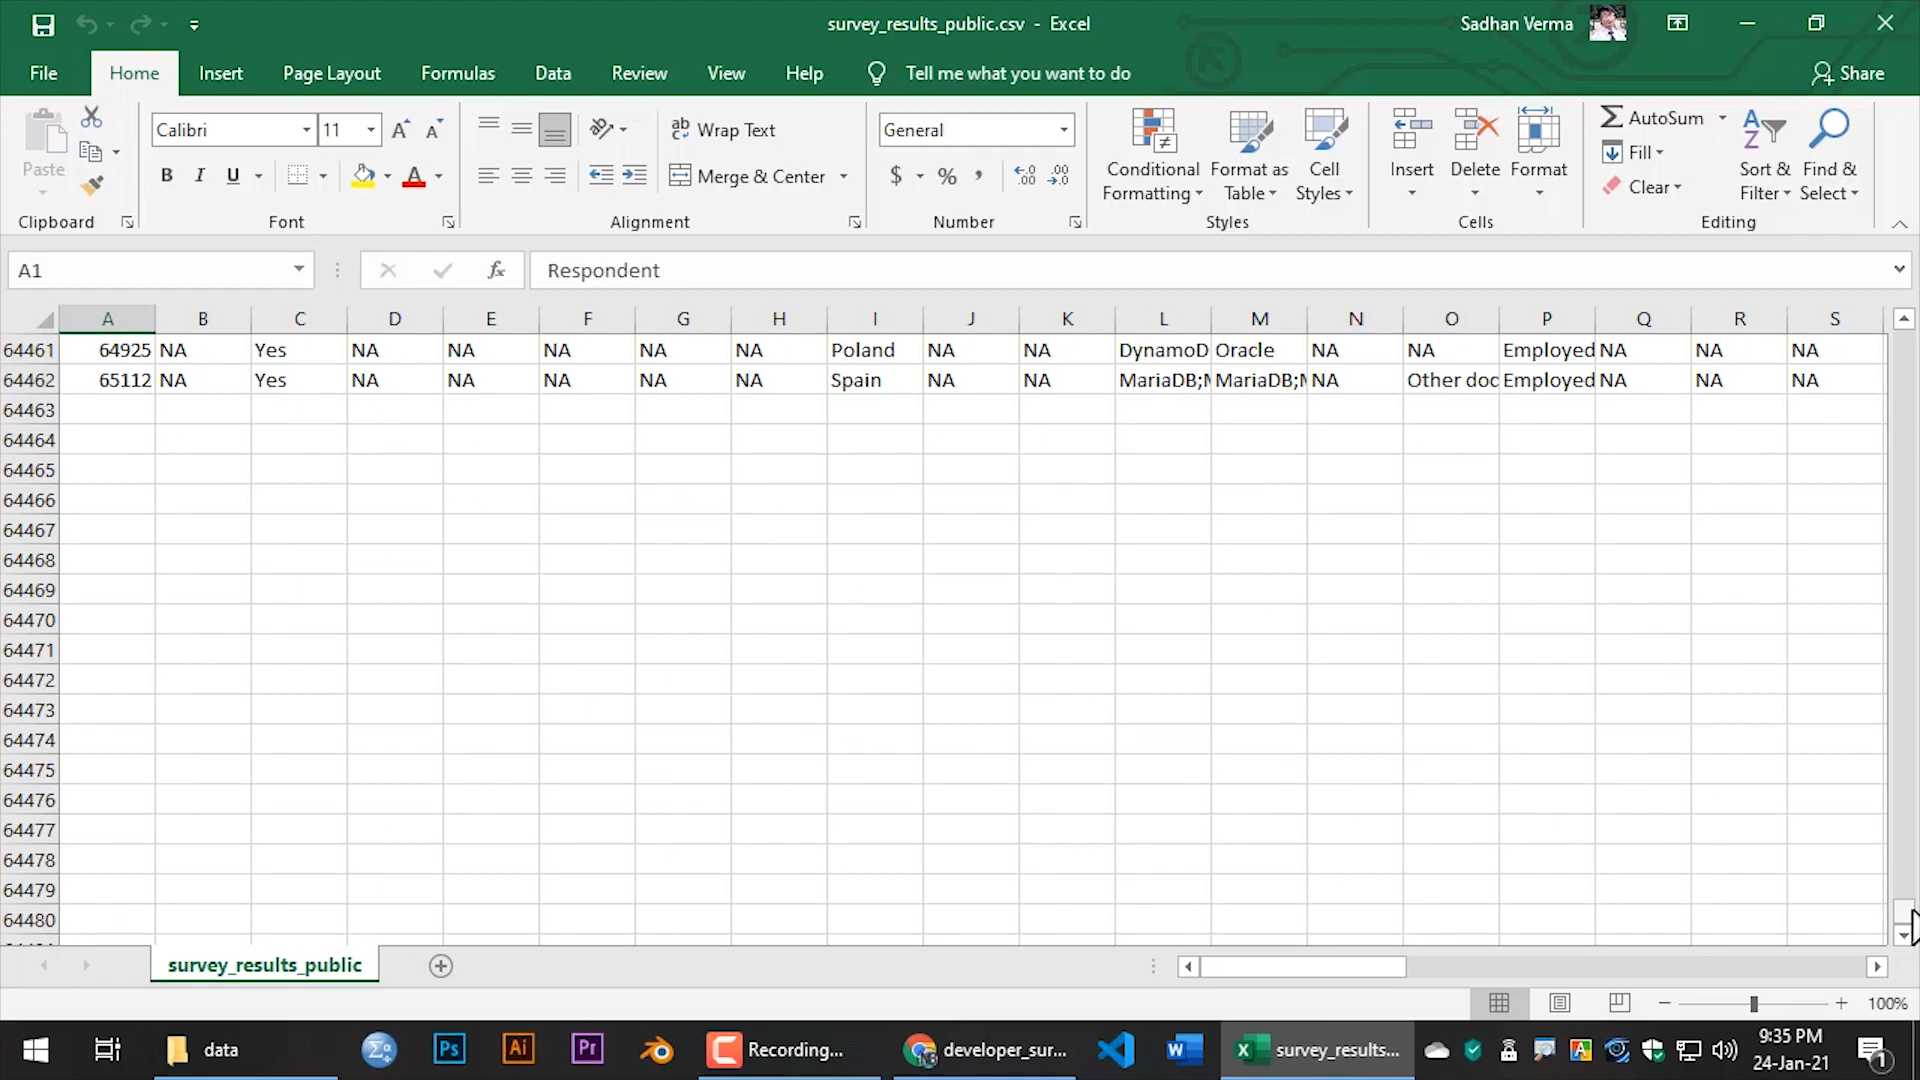 survey_results_public.csv - Excel
Sadhan Verma
File Home Insert Page Layout Formulas Data Review View Help Tell me what you want to do Share
Paste
Calibri 11 A A
B I U A
ab Wrap Text
Merge & Center
General
$ % ,
Conditional Formatting
Format as Table
Cell Styles
Insert Delete Format
AutoSum
Fill
Clear
Sort & Filter
Find & Select
Clipboard Font Alignment Number Styles Cells Editing
A1 fx Respondent
A B C D E F G H I J K L M N O P Q R S
64461 64925 NA Yes NA NA NA NA NA Poland NA NA DynamoD Oracle NA NA Employed NA NA NA
64462 65112 NA Yes NA NA NA NA NA Spain NA NA MariaDB;M MariaDB;M NA Other doc Employed NA NA NA
64463
64464
64465
64466
64467
64468
64469
64470
64471
64472
64473
64474
64475
64476
64477
64478
64479
64480
survey_results_public
100%
data Ps Ai Pr Recording... developer_sur... survey_results...
9:35 PM
24-Jan-21
1